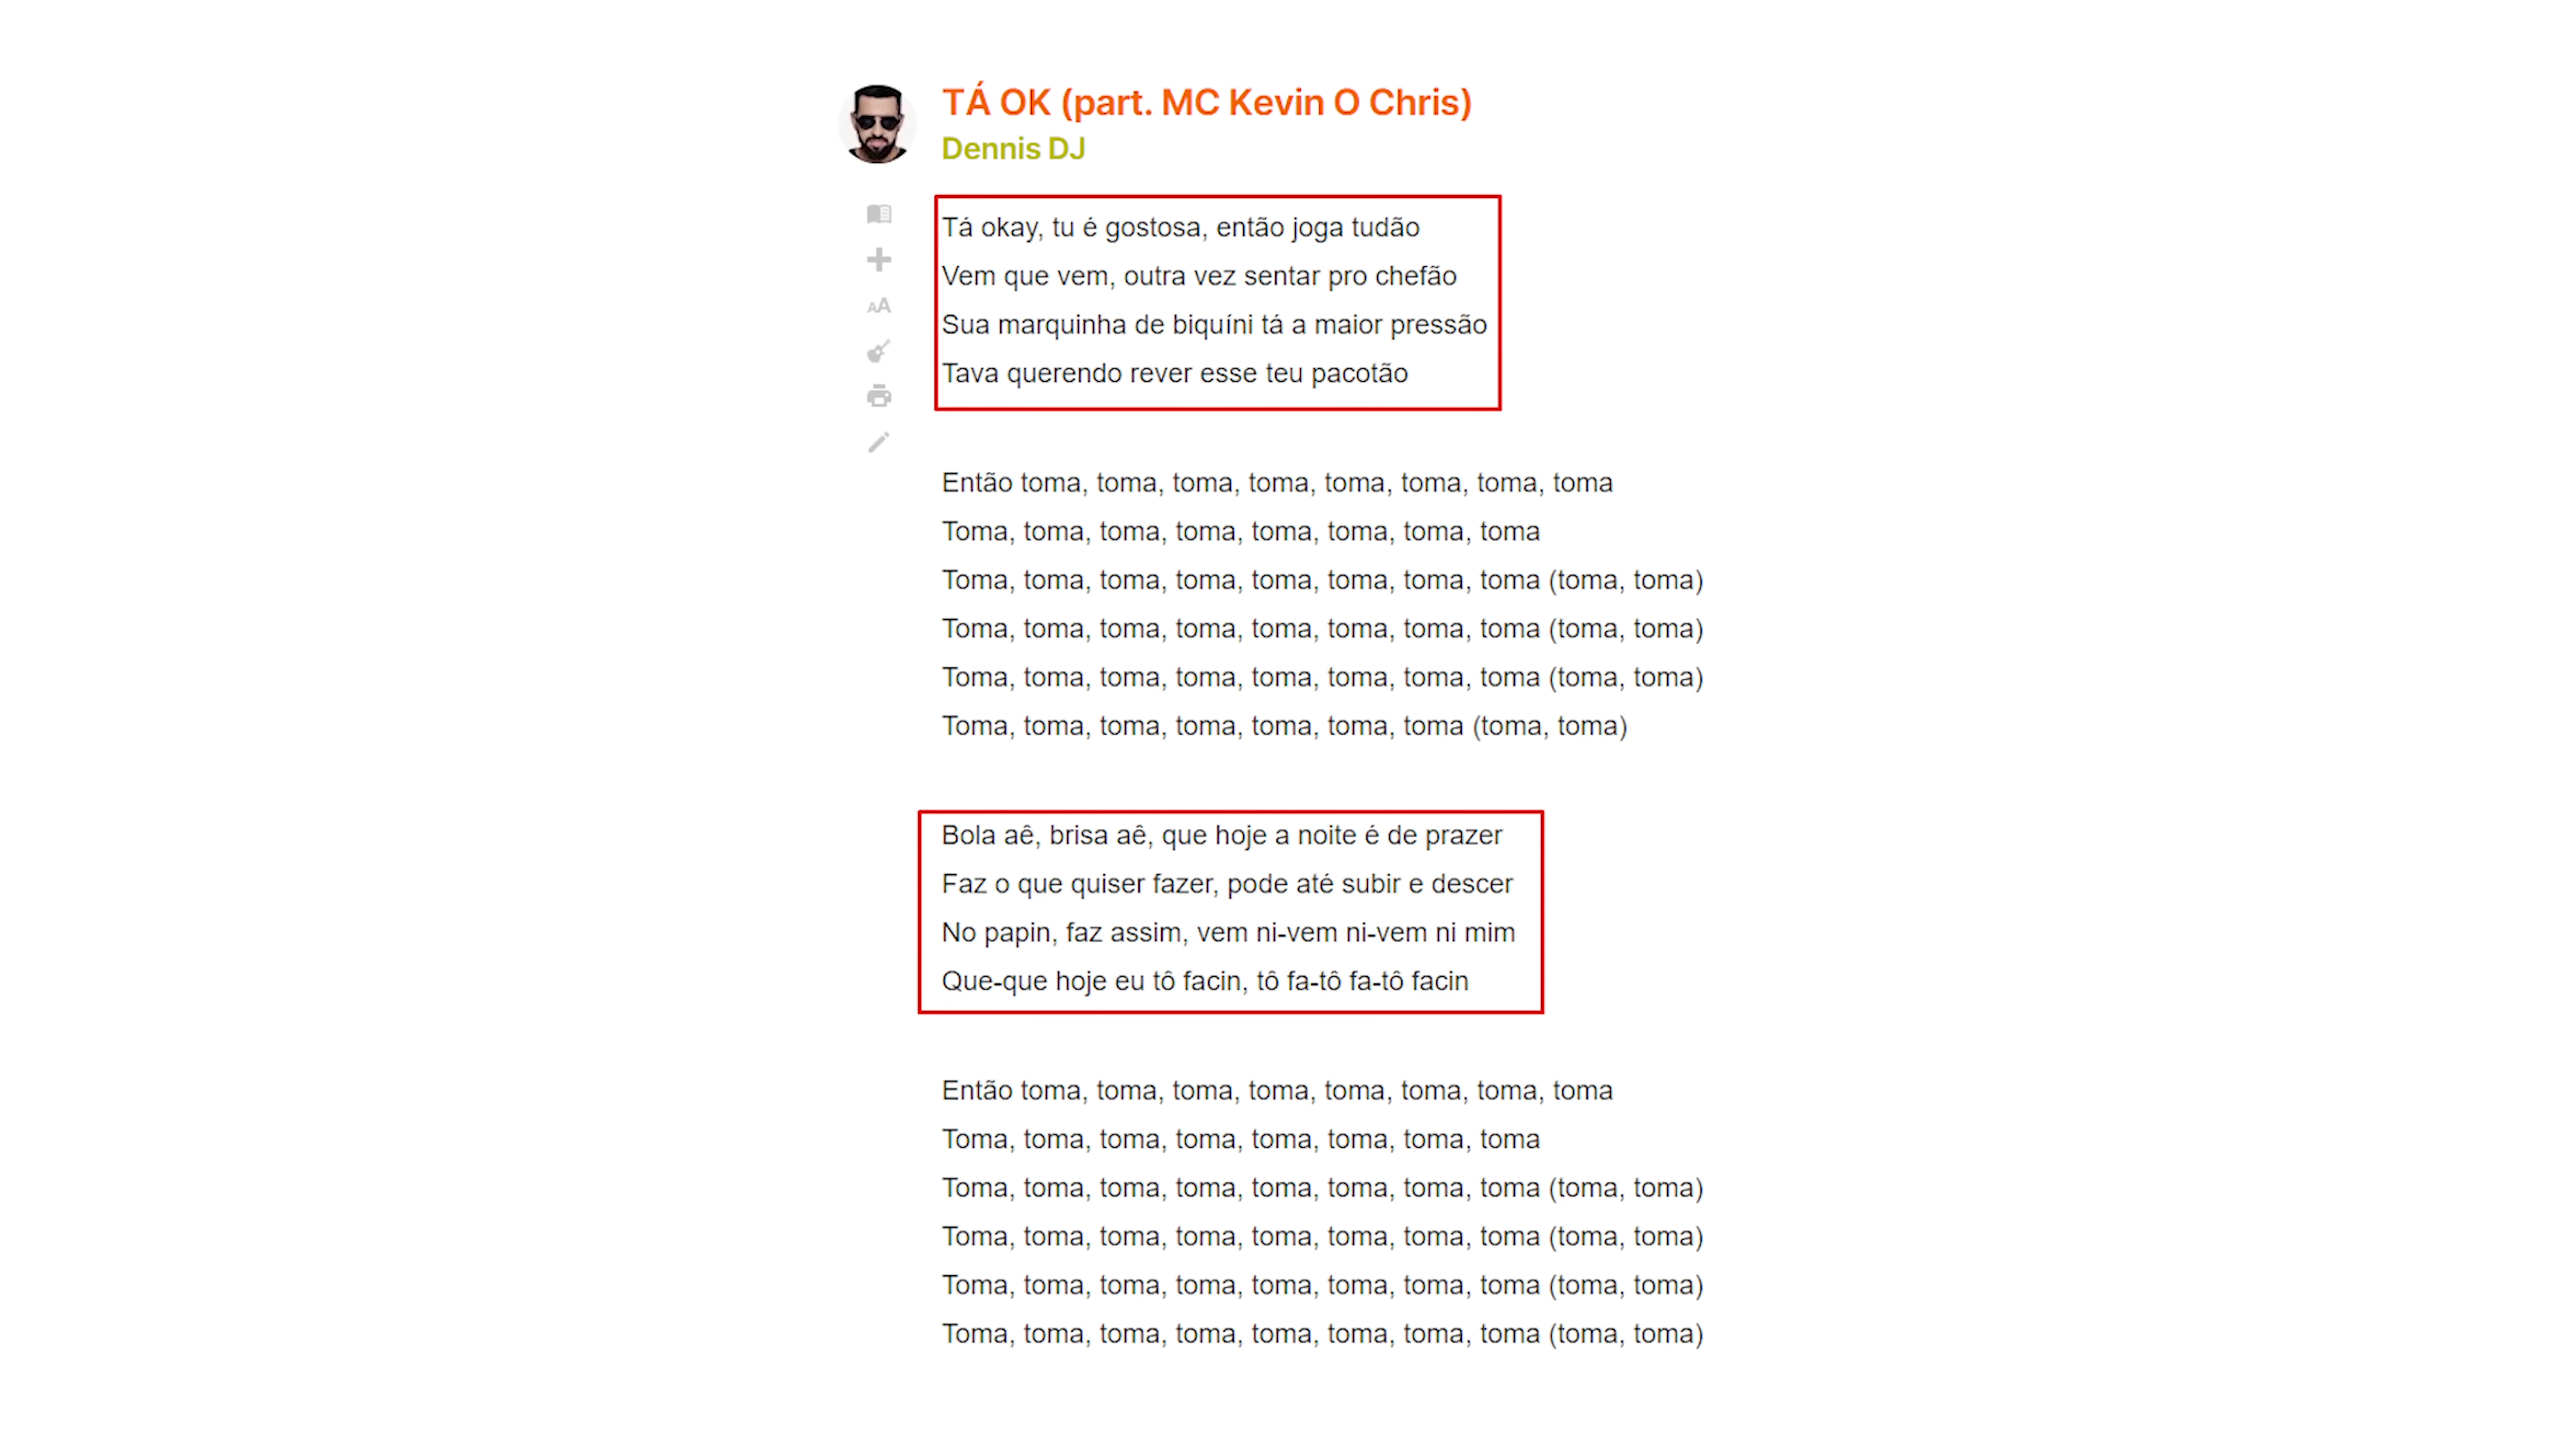 TÁ OK (part. MC Kevin O Chris)
Dennis DJ
Tá okay, tu é gostosa, então joga tudão
Vem que vem, outra vez sentar pro chefão
Sua marquinha de biquíni tá a maior pressão
Tava querendo rever esse teu pacotão
Então toma, toma, toma, toma, toma, toma, toma, toma
Toma, toma, toma, toma, toma, toma, toma, toma
Toma, toma, toma, toma, toma, toma, toma, toma (toma, toma)
Toma, toma, toma, toma, toma, toma, toma, toma (toma, toma)
Toma, toma, toma, toma, toma, toma, toma, toma (toma, toma)
Toma, toma, toma, toma, toma, toma, toma (toma, toma)
Bola aê, brisa aê, que hoje a noite é de prazer
Faz o que quiser fazer, pode até subir e descer
No papin, faz assim, vem ni-vem ni-vem ni mim
Que-que hoje eu tô facin, tô fa-tô fa-tô facin
Então toma, toma, toma, toma, toma, toma, toma, toma
Toma, toma, toma, toma, toma, toma, toma, toma
Toma, toma, toma, toma, toma, toma, toma, toma (toma, toma)
Toma, toma, toma, toma, toma, toma, toma, toma (toma, toma)
Toma, toma, toma, toma, toma, toma, toma, toma (toma, toma)
Toma, toma, toma, toma, toma, toma, toma, toma (toma, toma)